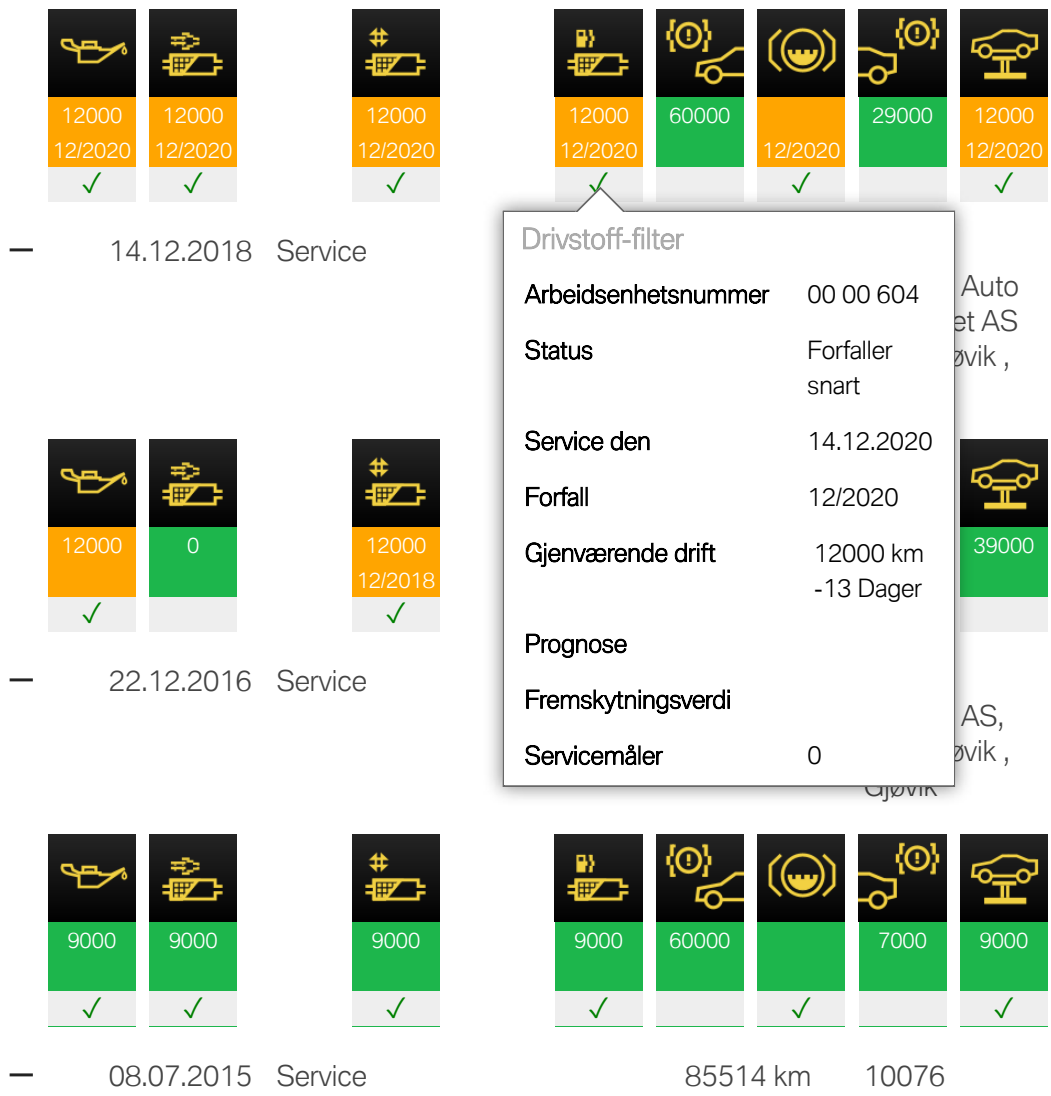 12000 12000 12000 12000 60000 29000 12000
12/2020 12/2020 12/2020 12/2020 12/2020 12/2020
✓ ✓ ✓ ✓ ✓ ✓
– 14.12.2018 Service
Drivstoff-filter
Arbeidsenhetsnummer 00 00 604
Status Forfaller
snart
Service den 14.12.2020
Forfall 12/2020
Gjenværende drift 12000 km
-13 Dager
Prognose
Fremskytningsverdi
Servicemåler 0
Auto
et AS
øvik ,
12000 0 12000 39000
12/2018
✓ ✓
– 22.12.2016 Service
AS,
øvik ,
Gjøvik
9000 9000 9000 9000 60000 7000 9000
✓ ✓ ✓ ✓ ✓ ✓
– 08.07.2015 Service 85514 km 10076